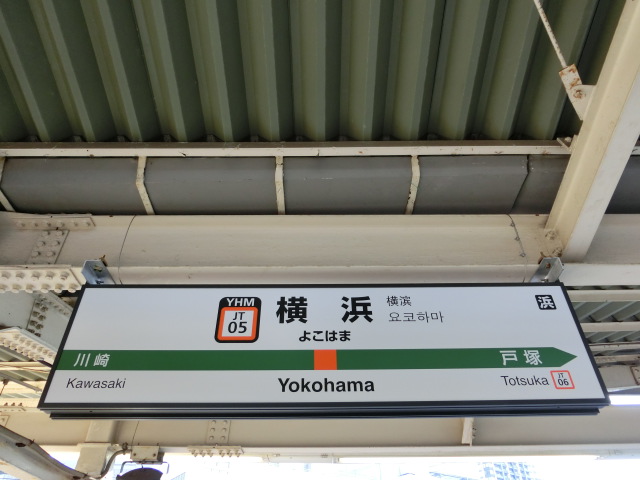 YHM
JT
05
横浜
横滨
요코하마
よこはま
浜
川崎
戸塚
Kawasaki
Yokohama
Totsuka
JT
06